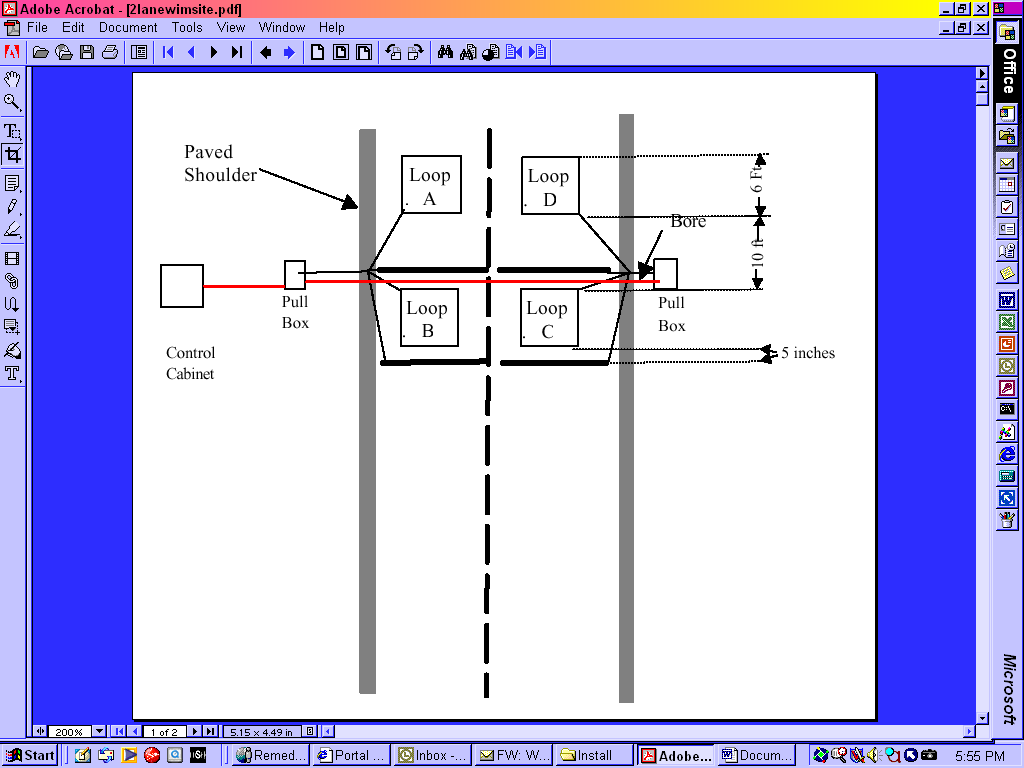 Adobe Acrobat - [2lanewimsite.pdf]
File Edit Document Tools View Window Help
Office
Paved
Shoulder
Loop
A
Loop
D
6 Ft
Bore
10 ft
Pull
Box
Loop
B
Loop
C
Pull
Box
Control
Cabinet
5 inches
Microsoft
200% 1 of 2 5.15 x 4.49 in
Start Remed... Portal ... Inbox -... FW: W... Install Adobe... Docum... 5:55 PM